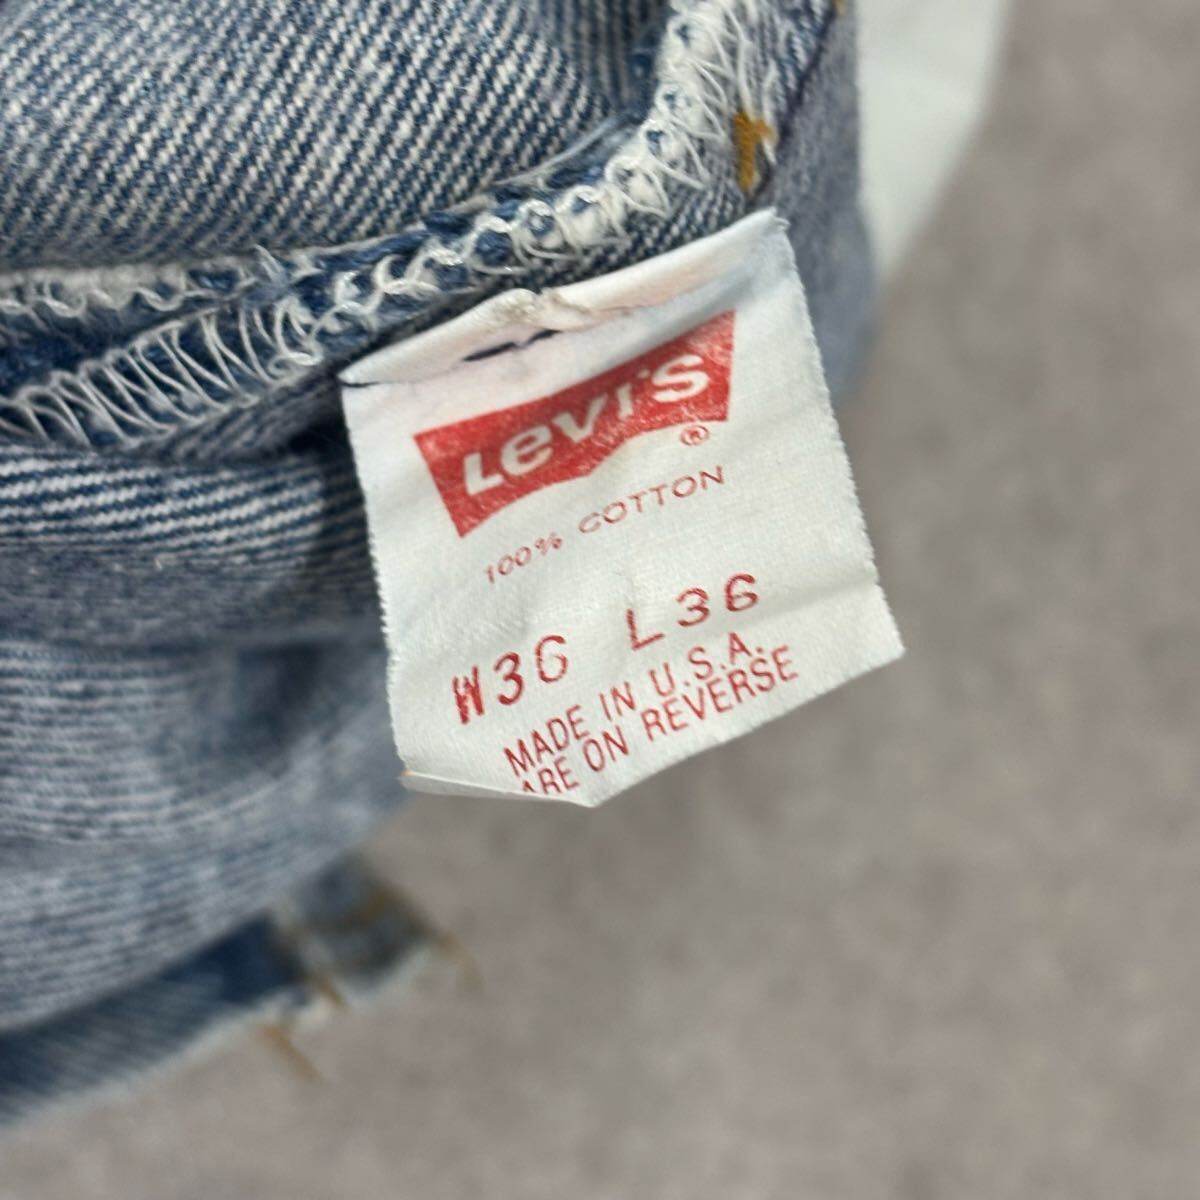 Levi's
®
100% COTTON
W36 L36
MADE IN U.S.A.
ARE ON REVERSE